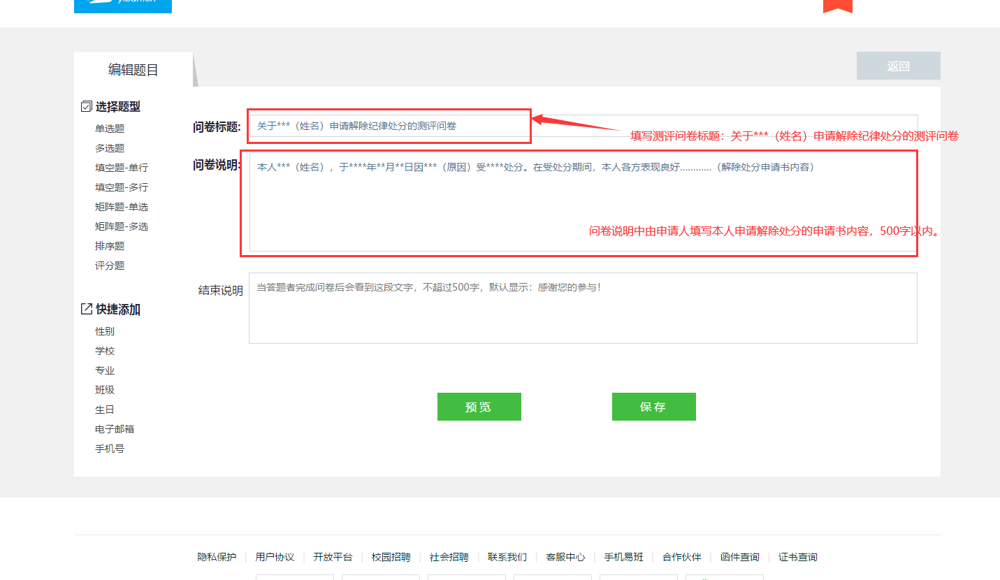 yiban.cn
编辑题目
返回
选择题型
单选题
多选题
填空题-单行
填空题-多行
矩阵题-单选
矩阵题-多选
排序题
评分题
快捷添加
性别
学校
专业
班级
生日
电子邮箱
手机号
问卷标题:
关于***（姓名）申请解除纪律处分的测评问卷
填写测评问卷标题：关于***（姓名）申请解除纪律处分的测评问卷
问卷说明:
本人***（姓名），于****年**月**日因***（原因）受****处分。在受处分期间，本人各方表现良好…………（解除处分申请书内容）
问卷说明中由申请人填写本人申请解除处分的申请书内容，500字以内。
结束说明
当答题者完成问卷后会看到这段文字，不超过500字，默认显示：感谢您的参与！
预 览
保 存
隐私保护 | 用户协议 | 开放平台 | 校园招聘 | 社会招聘 | 联系我们 | 客服中心 | 手机易班 | 合作伙伴 | 函件查询 | 证书查询